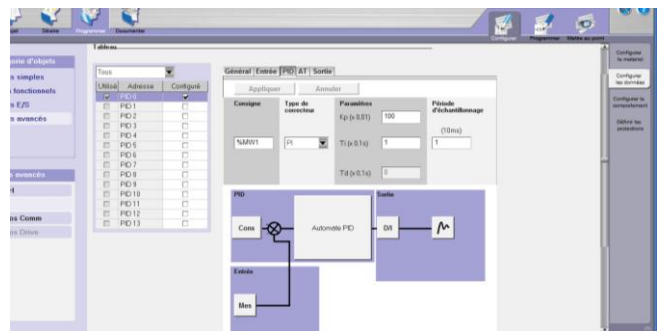 Programmer
Documenter
Configurer
Programmer
Mettre au point
Tableau
orie d'objets
s simples
fonctionnels
s E/S
s avancés
s avancés
os Comm
os Drive
Tous
Utilisé Adresse Configuré
PID 0
PID 1
PID 2
PID 3
PID 4
PID 5
PID 6
PID 7
PID 8
PID 9
PID 10
PID 11
PID 12
PID 13
Général Entrée PID AT Sortie
Appliquer Annuler
Consigne Type de correcteur Paramètres Période d'échantillonnage
Kp (x 0,01) 100
(10ms)
%MW1 PI Ti (x 0,1s) 1 1
Td (x 0,1s) 0
PID Sortie
Cons Automate PID D/I
Entrée
Mes
Configurer
le matériel
Configurer
les données
Configurer le
comportement
Définir les
protections